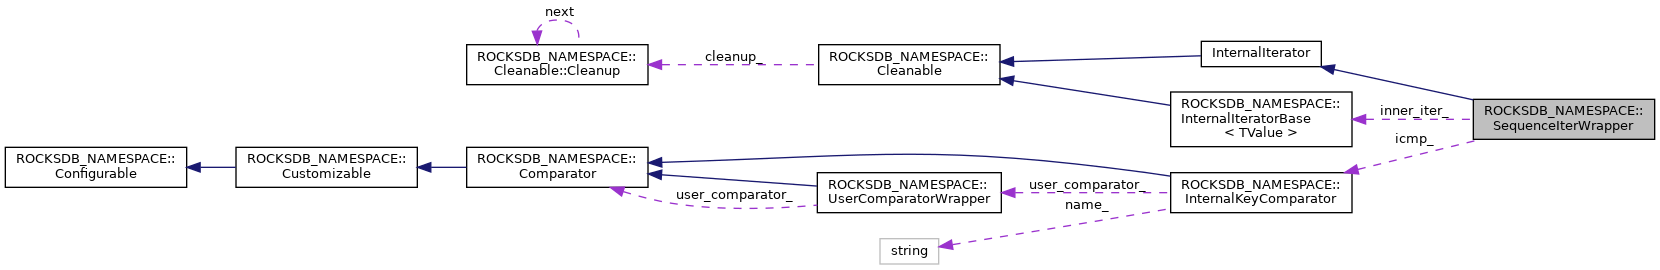 next
ROCKSDB_NAMESPACE::
Cleanable::Cleanup
cleanup_
ROCKSDB_NAMESPACE::
Cleanable
InternalIterator
ROCKSDB_NAMESPACE::
InternalIteratorBase
< TValue >
inner_iter_
ROCKSDB_NAMESPACE::
SequenceIterWrapper
icmp_
ROCKSDB_NAMESPACE::
Configurable
ROCKSDB_NAMESPACE::
Customizable
ROCKSDB_NAMESPACE::
Comparator
user_comparator_
ROCKSDB_NAMESPACE::
UserComparatorWrapper
user_comparator_
name_
ROCKSDB_NAMESPACE::
InternalKeyComparator
string